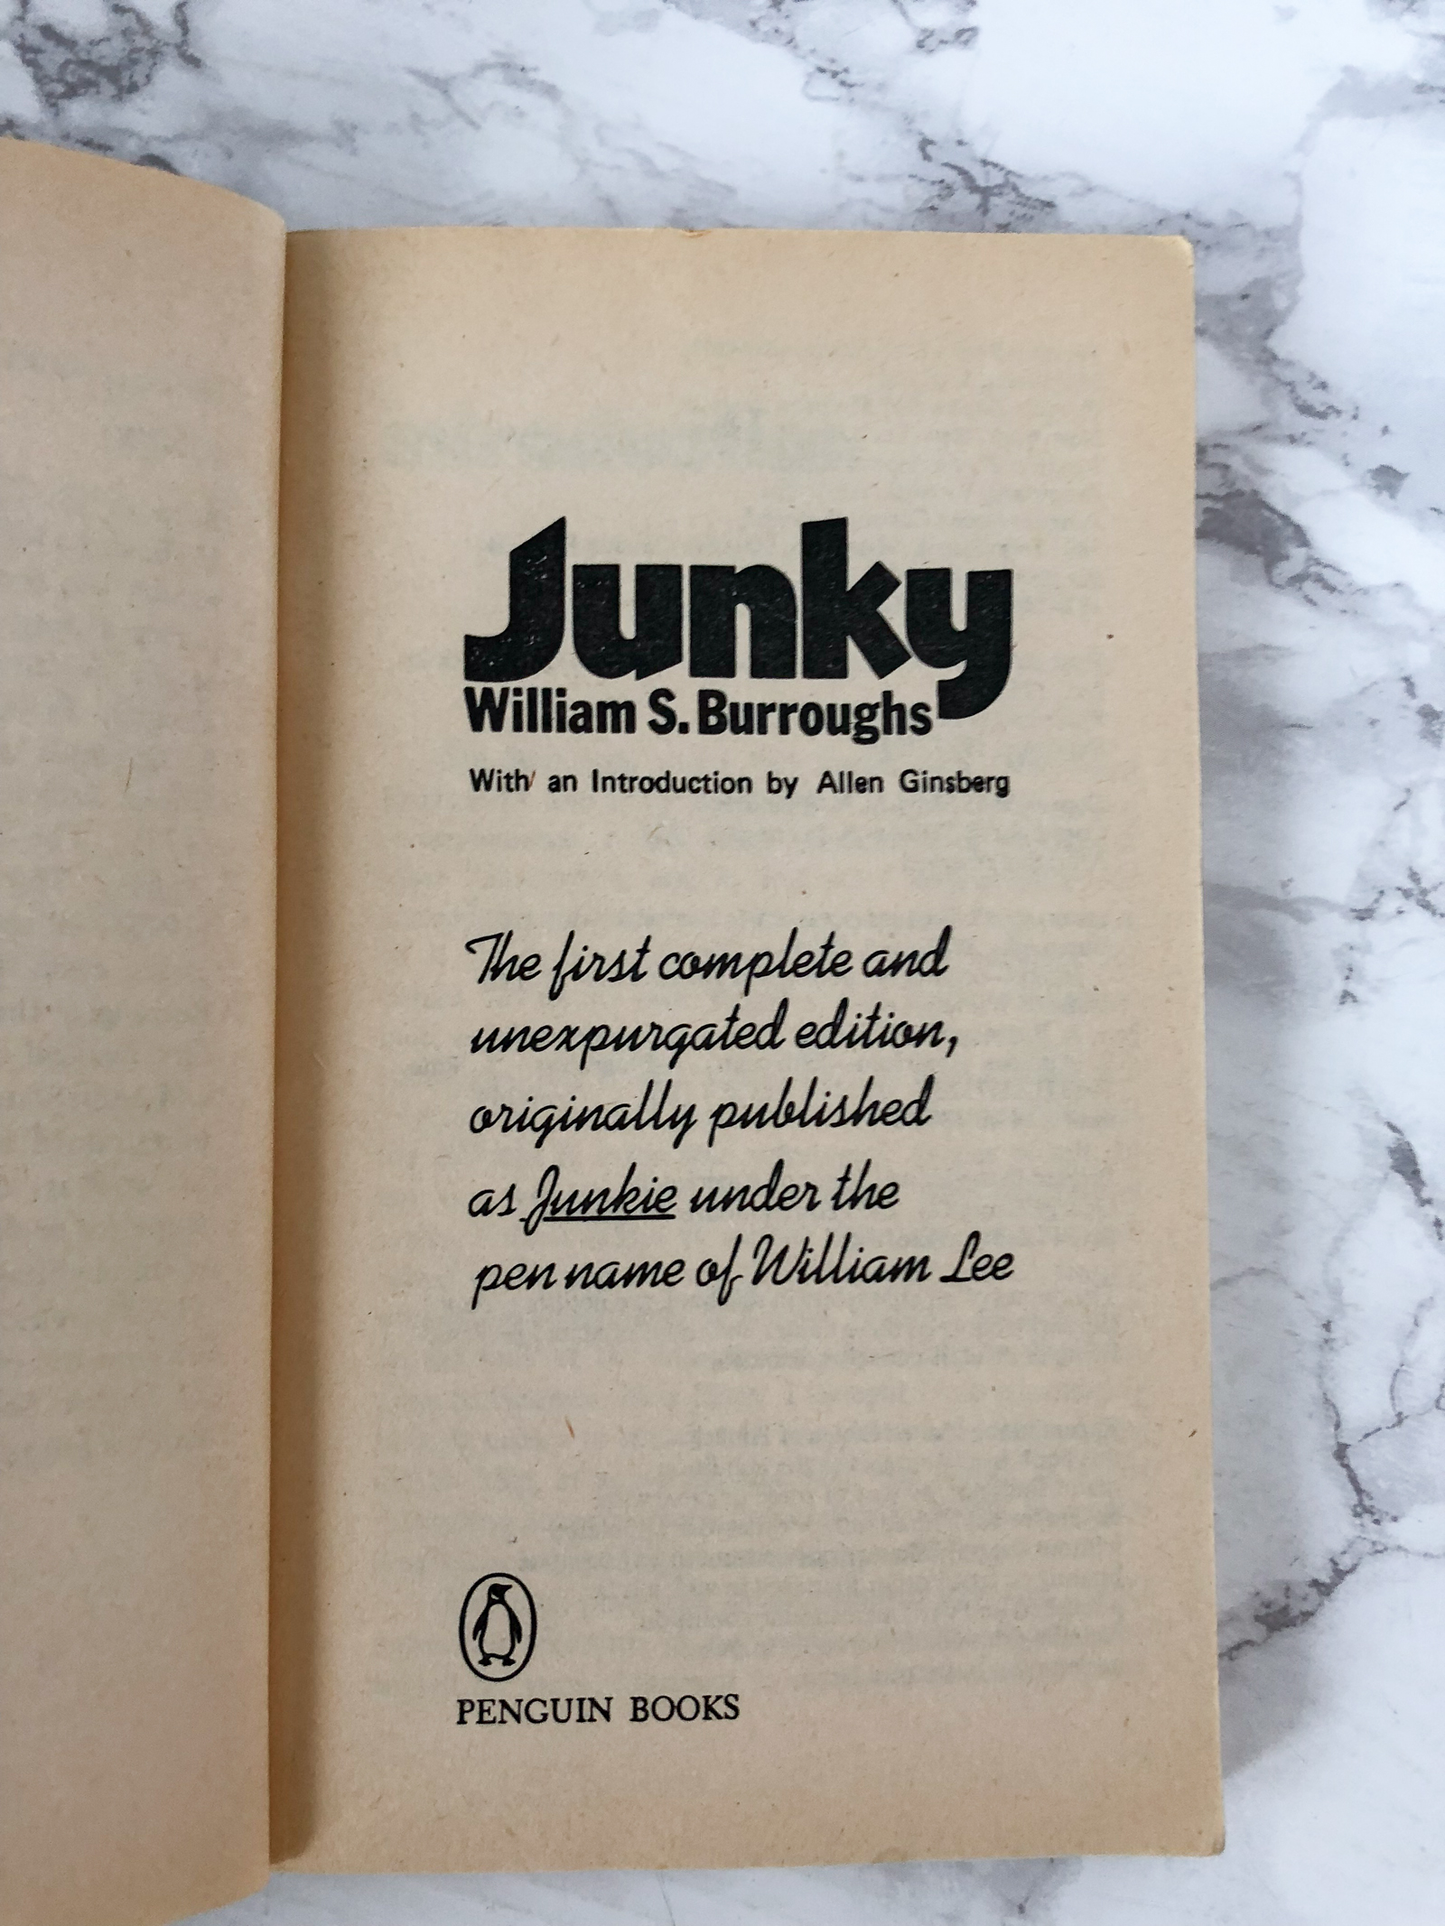 Junky
William S. Burroughs
With an Introduction by Allen Ginsberg
The first complete and
unexpurgated edition,
originally published
as Junkie under the
pen name of William Lee
PENGUIN BOOKS